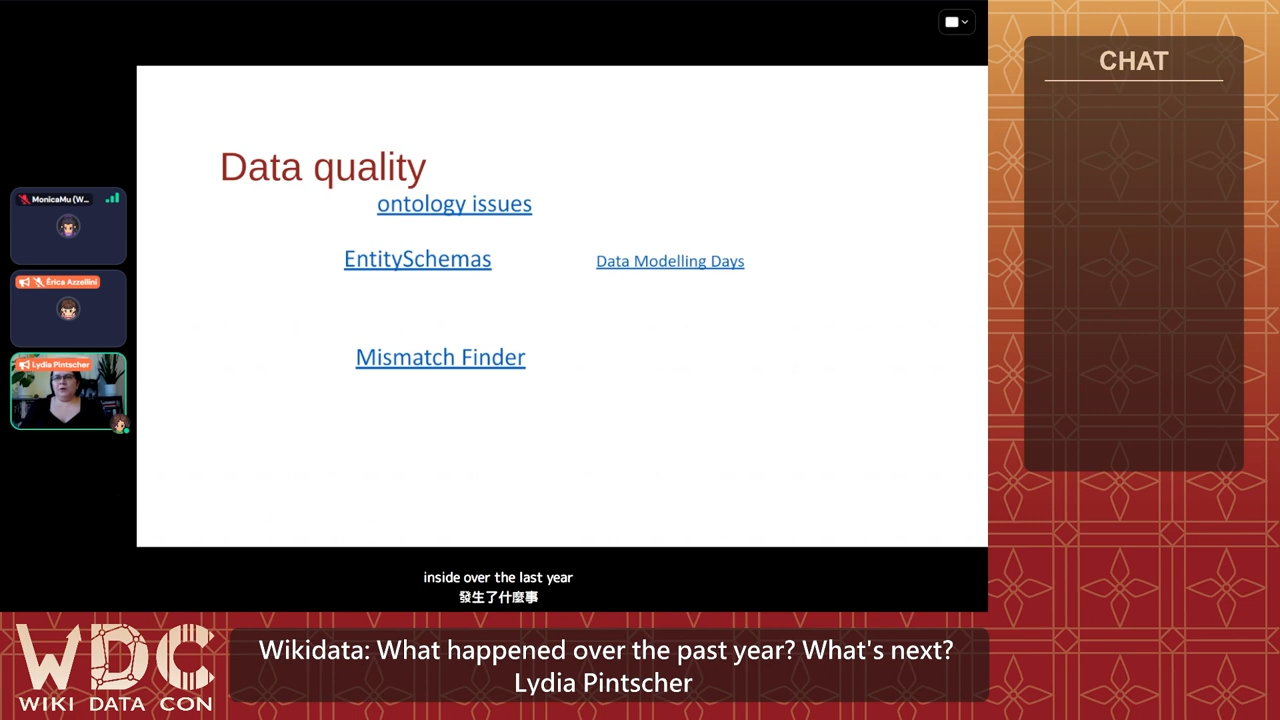 CHAT
Data quality
ontology issues
EntitySchemas
Data Modelling Days
Mismatch Finder
MonicaMu (W...
Érica Azzellini
Lydia Pintscher
inside over the last year
發生了什麼事
WDC
WIKI DATA CON
Wikidata: What happened over the past year? What's next?
Lydia Pintscher